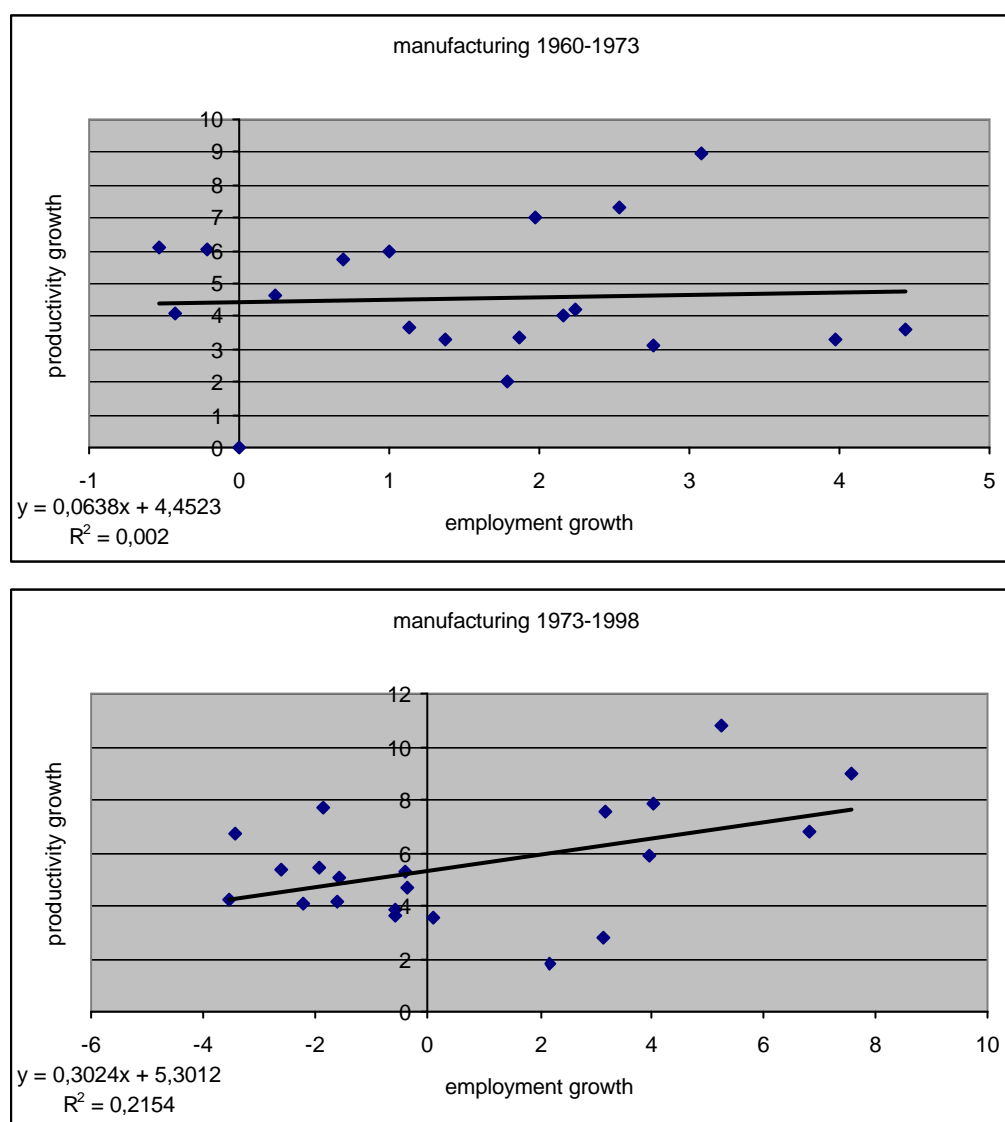 manufacturing 1960-1973
10
9
8
7
6
5
4
3
2
1
0
productivity growth
-1 0 1 2 3 4 5
employment growth
y = 0,0638x + 4,4523
R² = 0,002
manufacturing 1973-1998
12
10
8
6
4
2
0
productivity growth
-6 -4 -2 0 2 4 6 8 10
employment growth
y = 0,3024x + 5,3012
R² = 0,2154